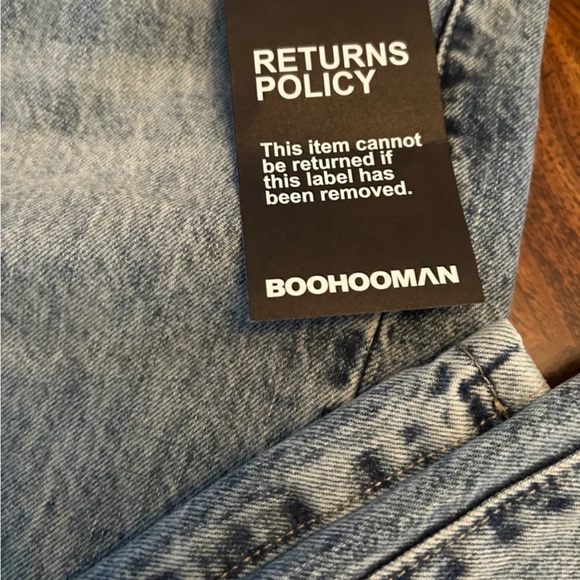 RETURNS
POLICY
This item cannot
be returned if
this label has
been removed.
BOOHOOMAN